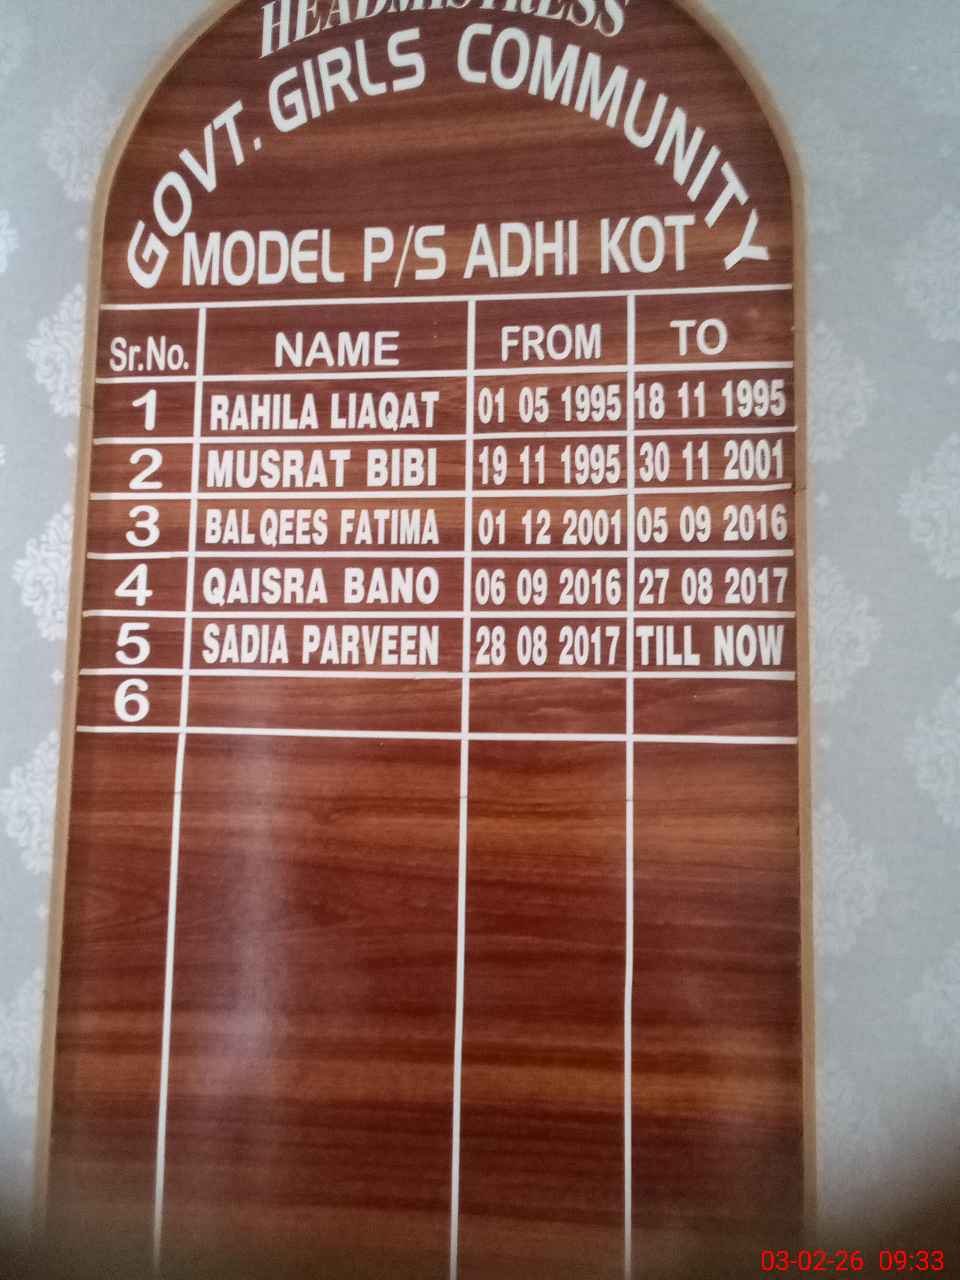 HEADMISTRESS
GOVT. GIRLS COMMUNITY
MODEL P/S ADHI KOT
Sr.No. NAME FROM TO
1 RAHILA LIAQAT 01 05 1995 18 11 1995
2 MUSRAT BIBI 19 11 1995 30 11 2001
3 BALQEES FATIMA 01 12 2001 05 09 2016
4 QAISRA BANO 06 09 2016 27 08 2017
5 SADIA PARVEEN 28 08 2017 TILL NOW
6
03-02-26 09:33